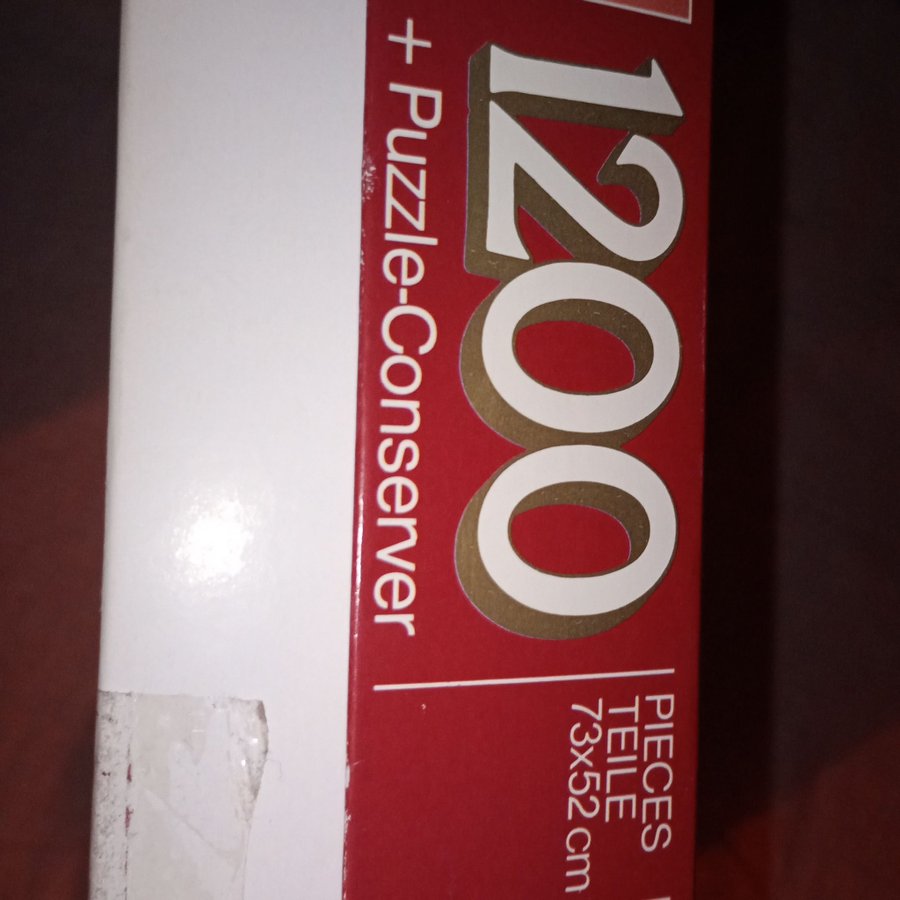 1200
+ Puzzle-Conserver
PIECES
TEILE
73x52 cm